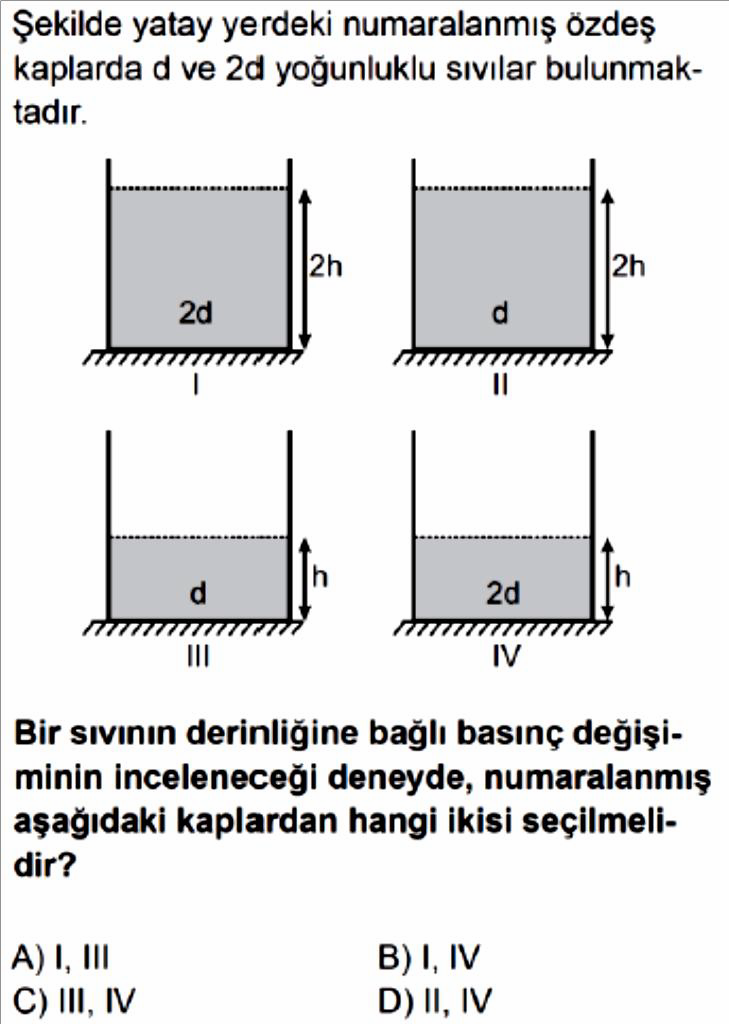 Şekilde yatay yerdeki numaralanmış özdeş
kaplarda d ve 2d yoğunluklu sıvılar bulunmak-
tadır.
2h
2d
I
2h
d
II
h
d
III
h
2d
IV
Bir sıvının derinliğine bağlı basınç değişi-
minin inceleneceği deneyde, numaralanmış
aşağıdaki kaplardan hangi ikisi seçilmeli-
dir?
A) I, III
B) I, IV
C) III, IV
D) II, IV